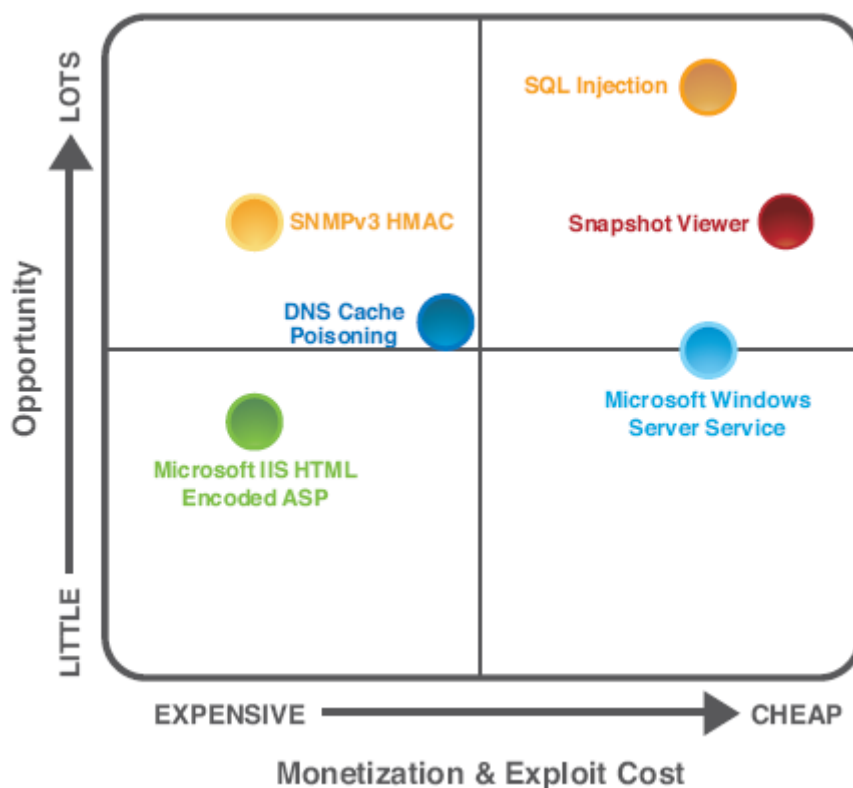 LOTS
SQL Injection
SNMPv3 HMAC
Snapshot Viewer
DNS Cache
Poisoning
Opportunity
Microsoft Windows
Server Service
Microsoft IIS HTML
Encoded ASP
LITTLE
EXPENSIVE
CHEAP
Monetization & Exploit Cost